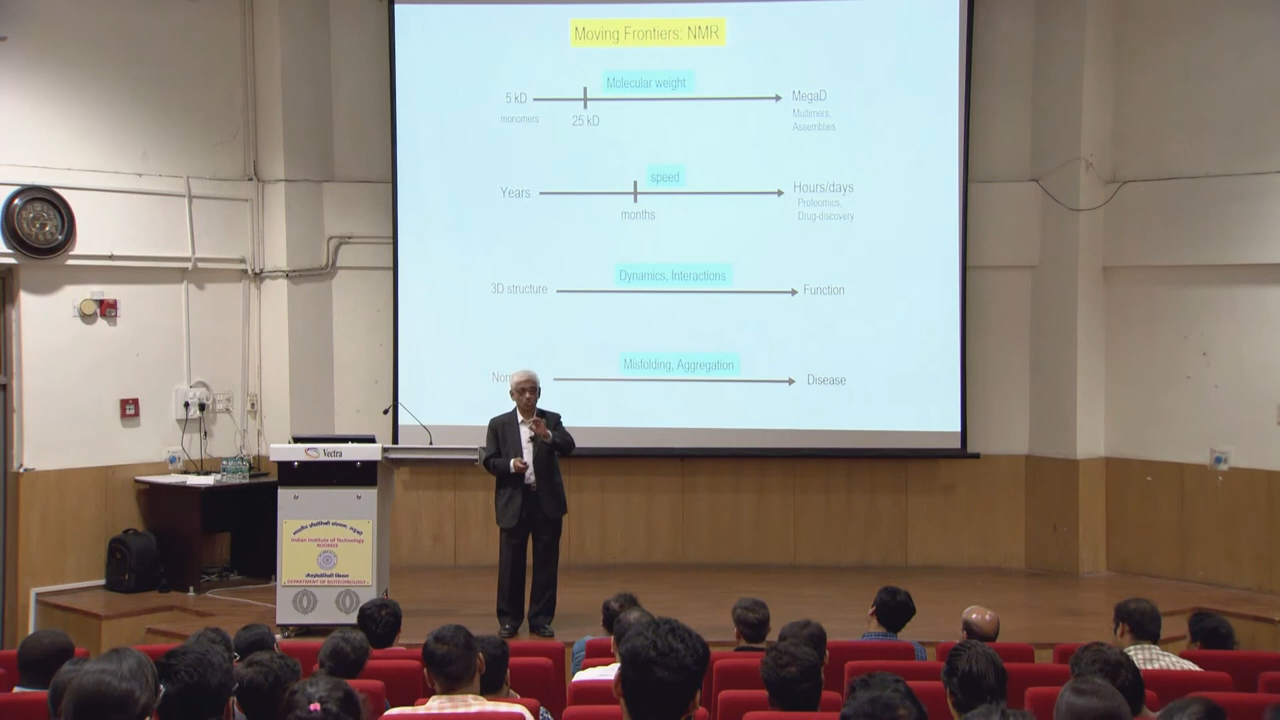 Moving Frontiers: NMR
Molecular weight
5 kD
MegaD
monomers
25 kD
Multimers,
Assemblies
speed
Years
Hours/days
months
Proteomics,
Drug-discovery
Dynamics, Interactions
3D structure
Function
Misfolding, Aggregation
Disease
Vectra
Indian Institute of Technology
ROORKEE
DEPARTMENT OF BIOTECHNOLOGY